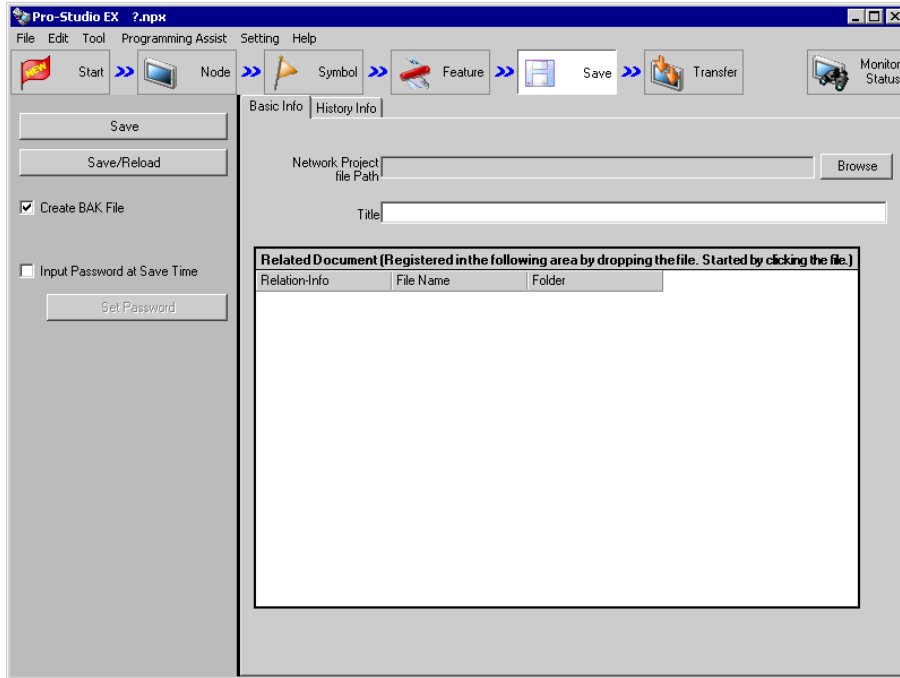 Pro-Studio EX ?.npx
File Edit Tool Programming Assist Setting Help
NEW Start Node Symbol Feature Save Transfer Monitor
Status
Basic Info History Info
Save
Save/Reload
Network Project
file Path
Browse
Create BAK File
Title
Input Password at Save Time
Set Password
Related Document (Registered in the following area by dropping the file. Started by clicking the file.)
Relation-Info File Name Folder